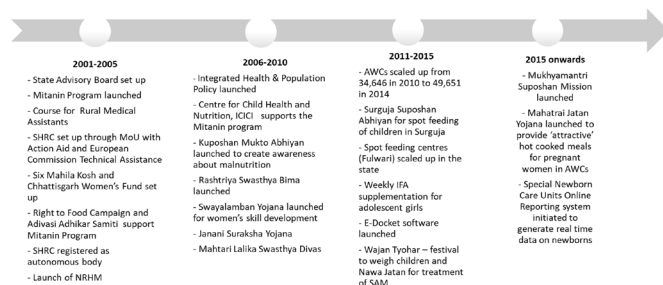 2001-2005
- State Advisory Board set up
- Mitanin Program launched
- Course for Rural Medical
Assistants
- SHRC set up through MoU with
Action Aid and European
Commission Technical Assistance
- Six Mahila Kosh and
Chhattisgarh Women's Fund set
up
- Right to Food Campaign and
Adivasi Adhikar Samiti support
Mitanin Program
- SHRC registered as
autonomous body
- Launch of NRHM
2006-2010
- Integrated Health & Population
Policy launched
- Centre for Child Health and
Nutrition, ICICI supports the
Mitanin program
- Kuposhan Mukto Abhiyan
launched to create awareness
about malnutrition
- Rashtriya Swasthya Bima
launched
- Swayalamban Yojana launched
for women's skill development
- Janani Suraksha Yojana
- Mahtari Lalika Swasthya Divas
2011-2015
- AWCs scaled up from
34,646 in 2010 to 49,651
in 2014
- Surguja Suposhan
Abhiyan for spot feeding
of children in Surguja
- Spot feeding centres
(Fulwari) scaled up in the
state
- Weekly IFA
supplementation for
adolescent girls
- E-Docket software
launched
- Wajan Tyohar – festival
to weigh children and
Nawa Jatan for treatment
of SAM
2015 onwards
- Mukhyamantri
Suposhan Mission
launched
- Mahatrai Jatan
Yojana launched to
provide 'attractive'
hot cooked meals
for pregnant
women in AWCs
- Special Newborn
Care Units Online
Reporting system
initiated to
generate real time
data on newborns